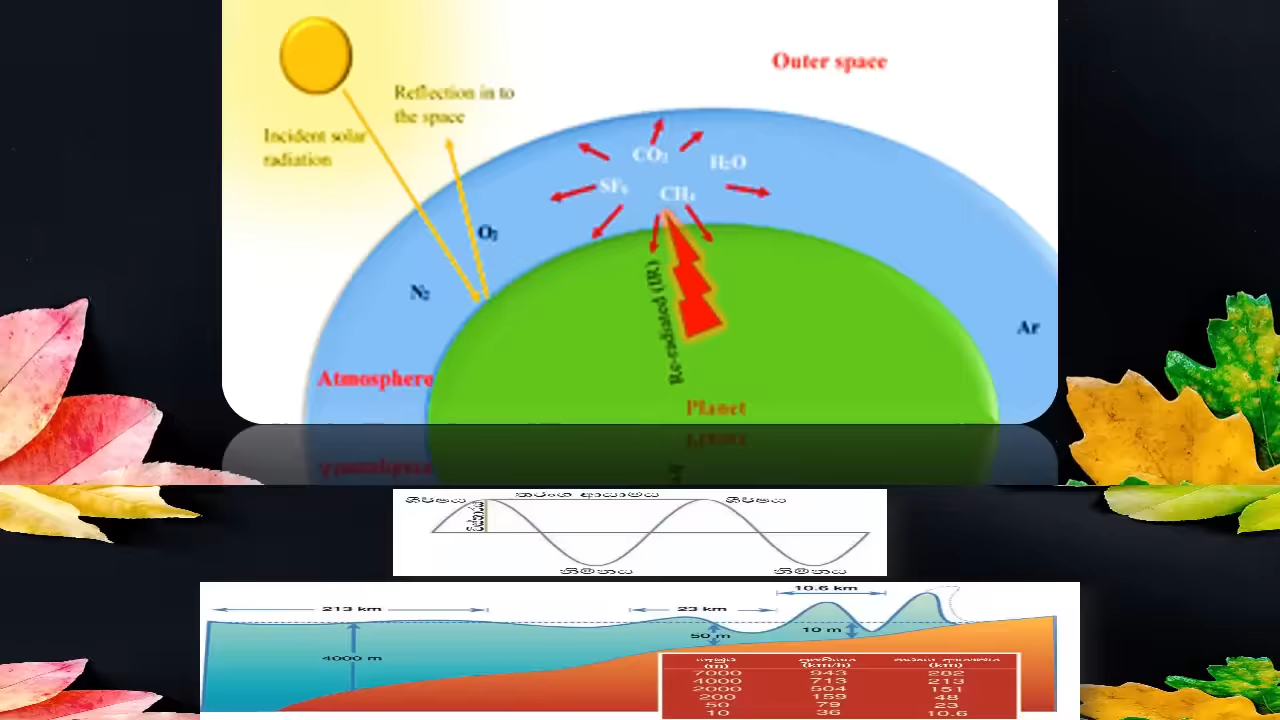 Outer space
Reflection in to
the space
Incident solar
radiation
CO₂
H₂O
SF₆
CH₄
O₂
N₂
Re-radiated (IR)
Ar
Atmosphere
Planet
තරංග ආයාමය
ශීර්ෂය
ශීර්ෂය
නිම්නය
නිම්නය
10.6 km
213 km
23 km
50 m
10 m
4000 m
(m) (km/h) (km)
7000 943 282
4000 713 213
2000 504 151
200 159 48
50 79 23
10 36 10.6